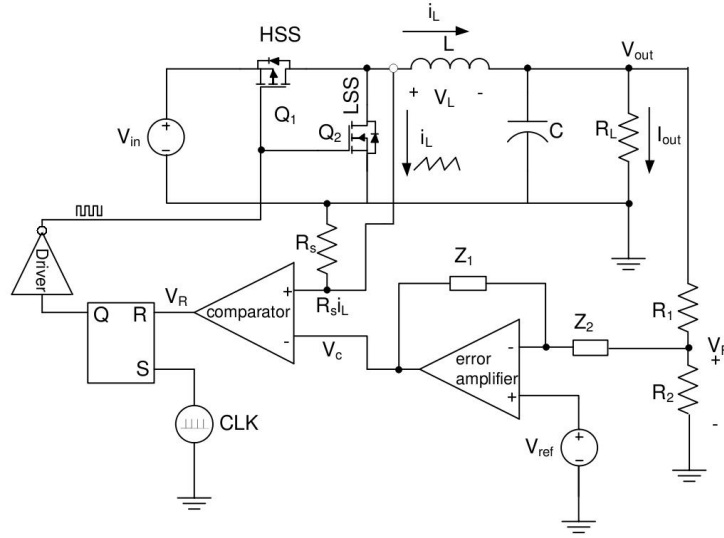 HSS
i_L
L
V_out
LSS
+ V_L -
V_in
+
-
Q_1
Q_2
i_L
C
R_L
I_out
Driver
R_s
Z_1
V_R
+
R_si_L
comparator
Q R
-
V_c
S
Z_2
R_1
error
amplifier
-
+
V_F
+
R_2
-
CLK
V_ref
+
-